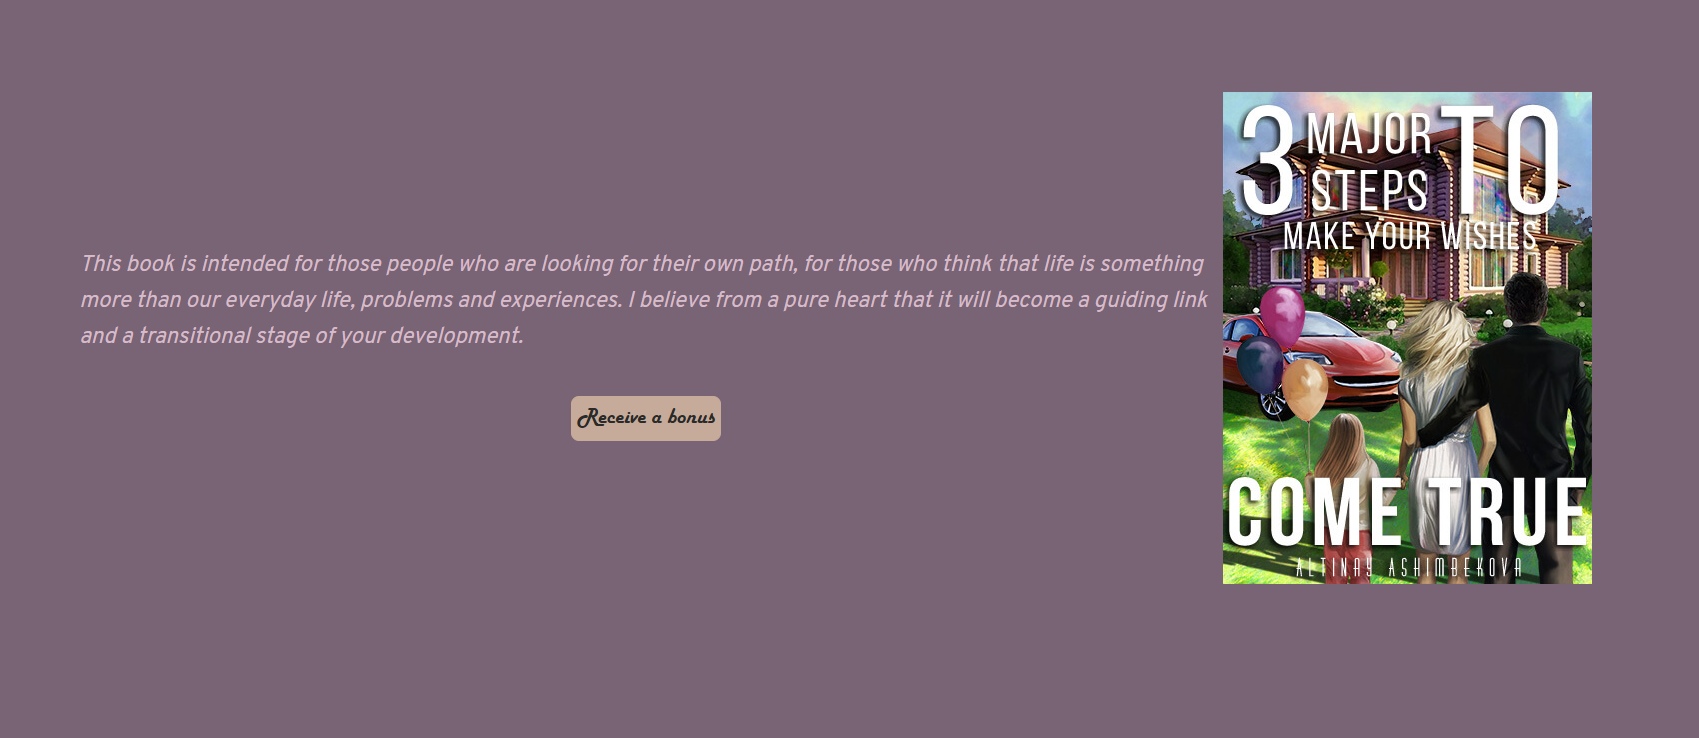 This book is intended for those people who are looking for their own path, for those who think that life is something
more than our everyday life, problems and experiences. I believe from a pure heart that it will become a guiding link
and a transitional stage of your development.
Receive a bonus
3 MAJOR TO
STEPS
MAKE YOUR WISHES
COME TRUE
ALTINAY ASHIMBEKOVA